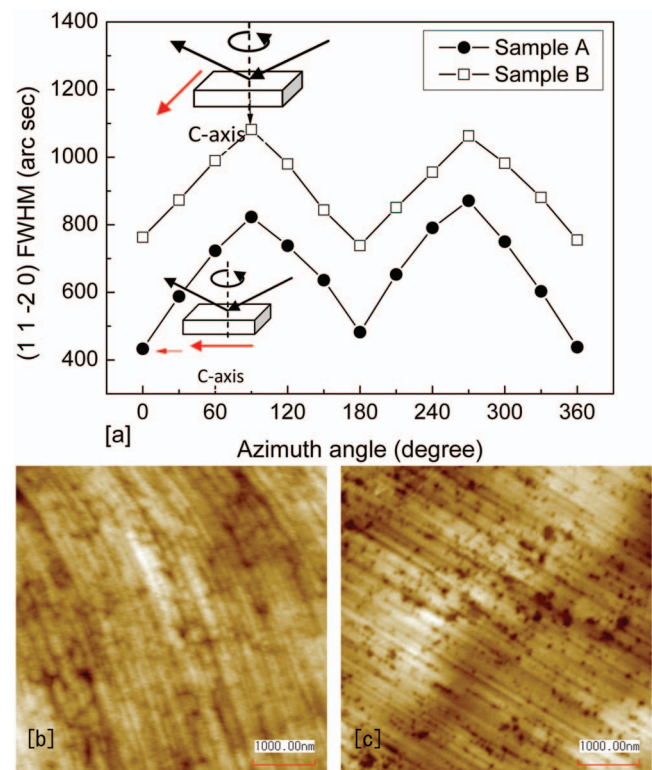 1400
1200
1000
800
600
400
(1 1 -2 0) FWHM (arc sec)
Sample A
Sample B
C-axis
C-axis
0 60 120 180 240 300 360
[a]
Azimuth angle (degree)
[b]
1000.00nm
[c]
1000.00nm